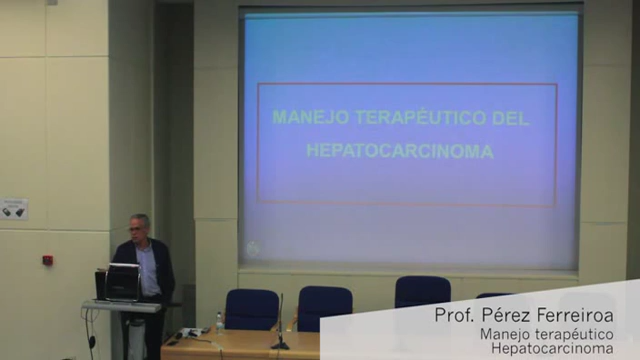 MANEJO TERAPÉUTICO DEL
HEPATOCARCINOMA
Prof. Pérez Ferreiroa
Manejo terapéutico
Hepatocarcinoma